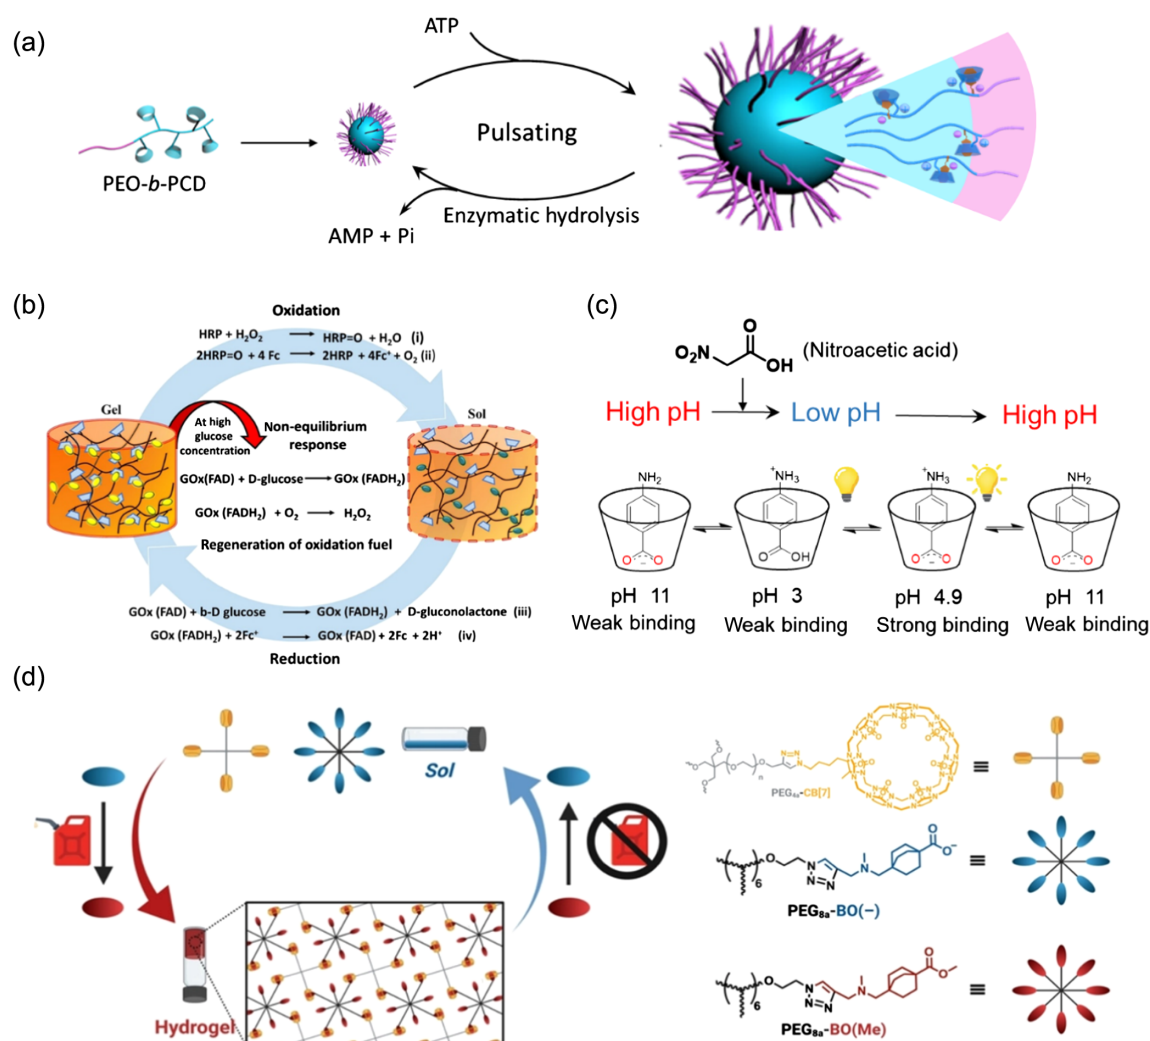 (a)
ATP
Pulsating
PEO-b-PCD
Enzymatic hydrolysis
AMP + Pi
(b)
Oxidation
HRP + H₂O₂ → HRP=O + H₂O (i)
2HRP=O + 4 Fc → 2HRP + 4Fc⁺ + O₂ (ii)
Gel
Sol
At high
glucose
concentration
Non-equilibrium
response
GOx(FAD) + D-glucose → GOx (FADH₂)
GOx (FADH₂) + O₂ → H₂O₂
Regeneration of oxidation fuel
GOx (FAD) + b-D glucose → GOx (FADH₂) + D-gluconolactone (iii)
GOx (FADH₂) + 2Fc⁺ → GOx (FAD) + 2Fc + 2H⁺ (iv)
Reduction
(c)
O₂N
O
OH
(Nitroacetic acid)
High pH
Low pH
High pH
NH₂
⁺NH₃
⁺NH₃
NH₂
O O
–
O OH
O O
–
O O
–
pH 11
pH 3
pH 4.9
pH 11
Weak binding
Weak binding
Strong binding
Weak binding
(d)
Sol
Hydrogel
PEG₄ₐ-CB[7]
n
6
O
N
N=N
N
O
O⁻
PEG₈ₐ-BO(−)
6
O
N
N=N
N
O
O
PEG₈ₐ-BO(Me)